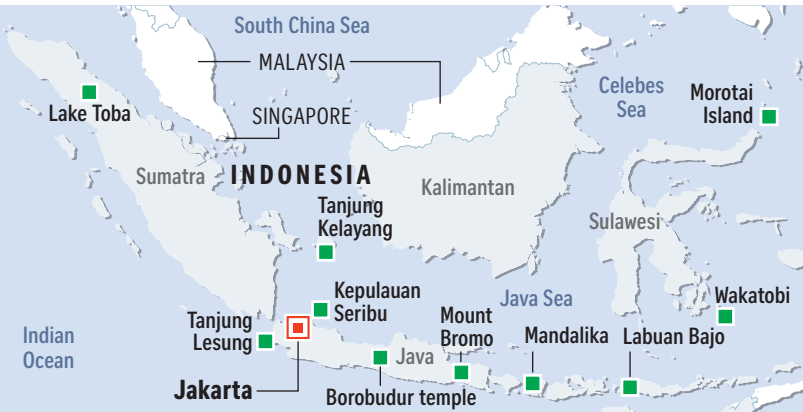 South China Sea
MALAYSIA
Lake Toba
SINGAPORE
Celebes
Sea
Morotai
Island
Sumatra
INDONESIA
Kalimantan
Tanjung
Kelayang
Sulawesi
Kepulauan
Seribu
Java Sea
Wakatobi
Tanjung
Lesung
Mount
Bromo
Mandalika
Labuan Bajo
Indian
Ocean
Java
Jakarta
Borobudur temple